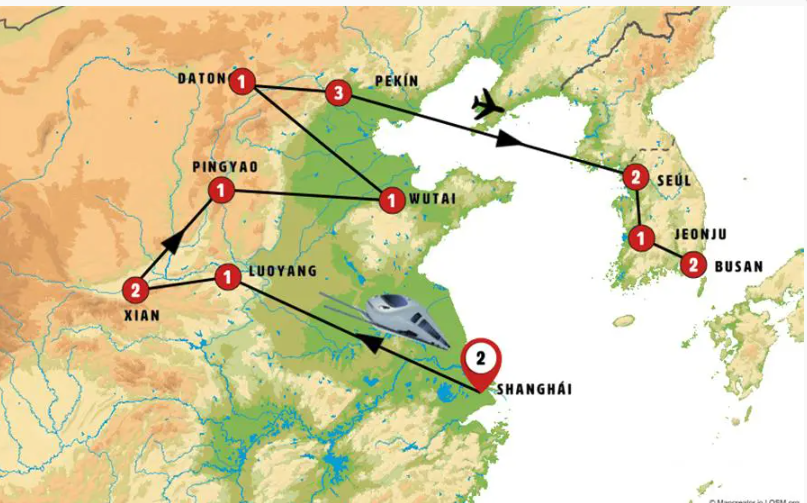 DATON 1
3
PEKÍN
PINGYAO
1
1
WUTAI
2
SEÚL
1
JEONJU
2
BUSAN
1
LUOYANG
2
XIAN
2
SHANGHÁI